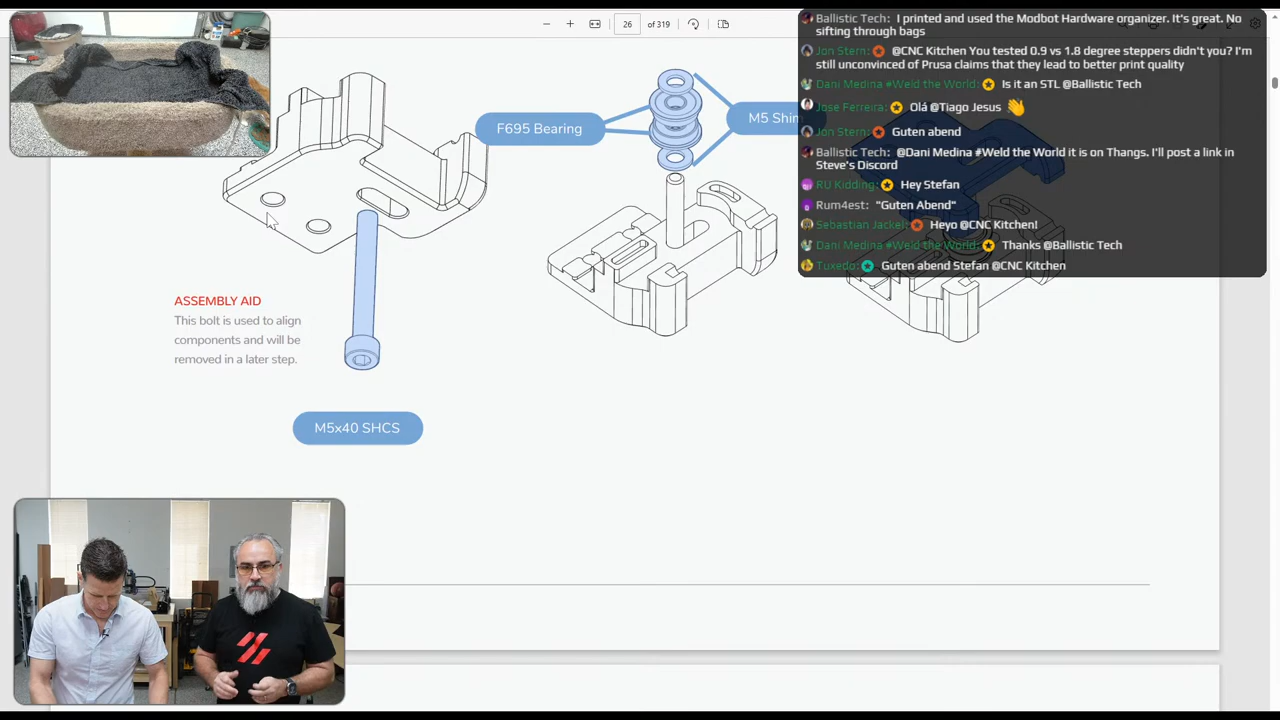 26 of 319
F695 Bearing
M5 Shim
ASSEMBLY AID
This bolt is used to align
components and will be
removed in a later step.
M5x40 SHCS
Ballistic Tech: I printed and used the Modbot Hardware organizer. It's great. No
sifting through bags
Jon Stern: @CNC Kitchen You tested 0.9 vs 1.8 degree steppers didn't you? I'm
still unconvinced of Prusa claims that they lead to better print quality
Dani Medina #Weld the World: Is it an STL @Ballistic Tech
Jose Ferreira: Olá @Tiago Jesus 👋
Jon Stern: Guten abend
Ballistic Tech: @Dani Medina #Weld the World it is on Thangs. I'll post a link in
Steve's Discord
RU Kidding: Hey Stefan
Rum4est: "Guten Abend"
Sebastian Jackel: Heyo @CNC Kitchen!
Dani Medina #Weld the World: Thanks @Ballistic Tech
Tuxedo: Guten abend Stefan @CNC Kitchen